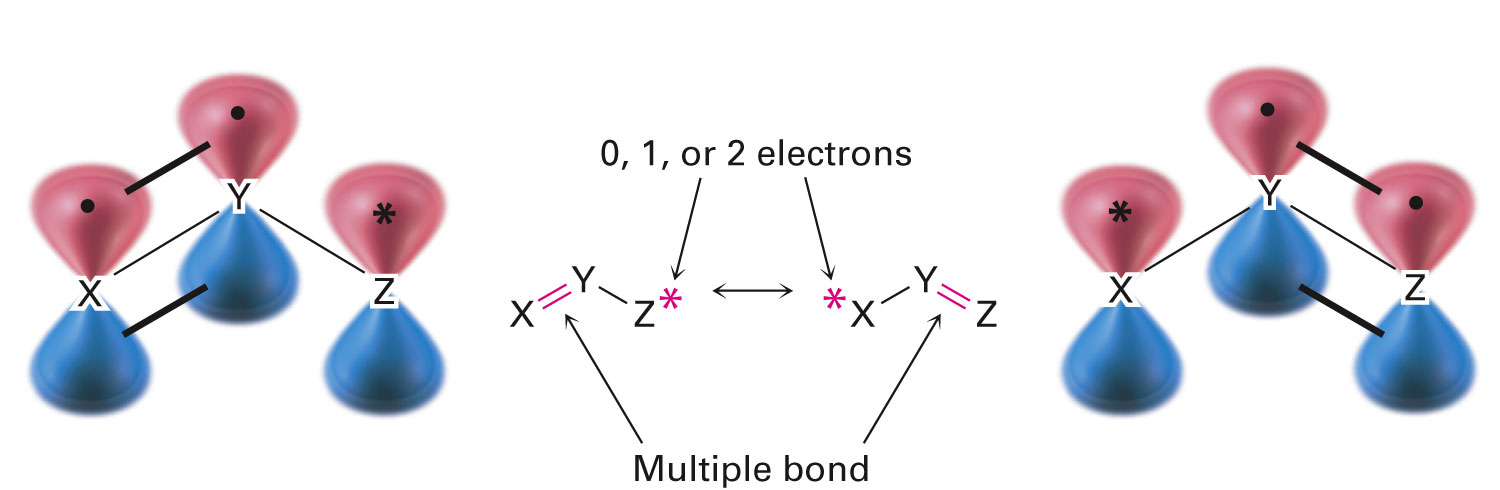 Y
X
*
Z
0, 1, or 2 electrons
X
Y
Z*
*X
Y
Z
Multiple bond
Y
*
X
Z